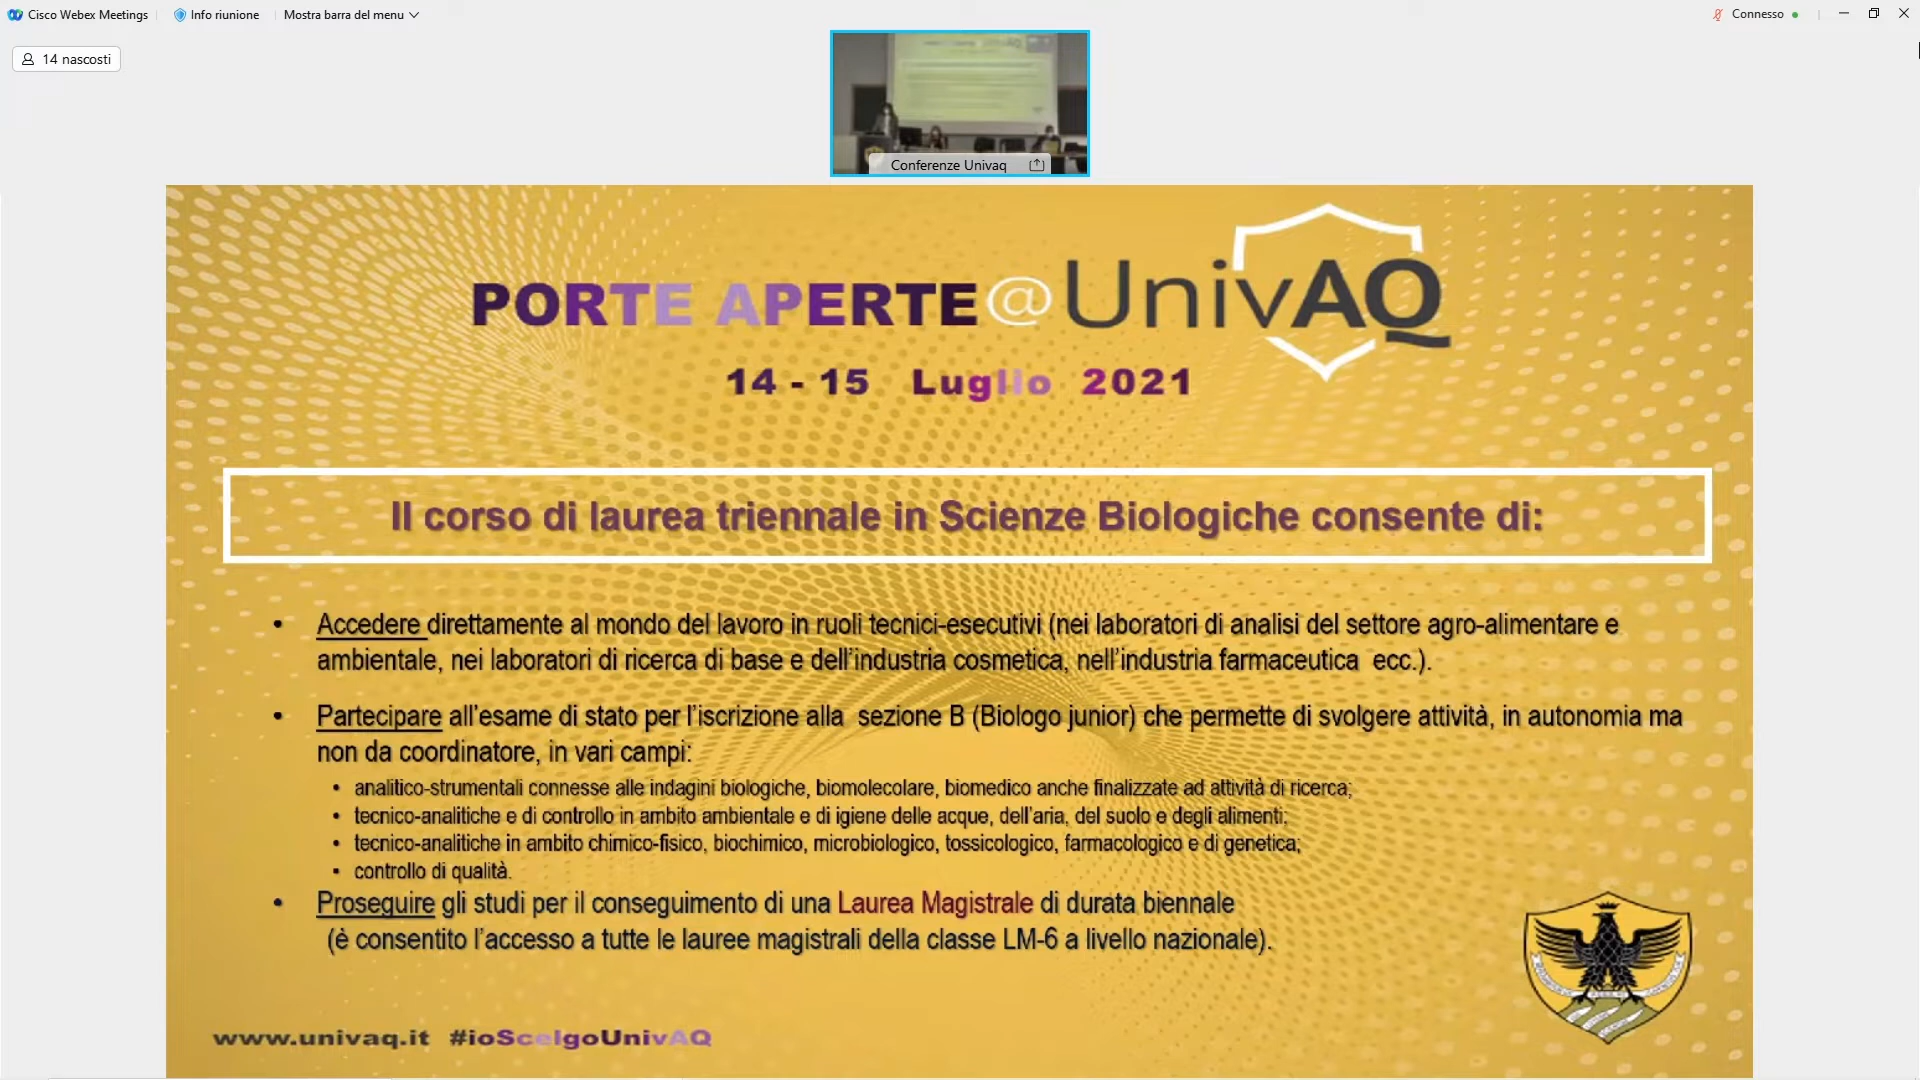 Cisco Webex Meetings
Info riunione
Mostra barra del menu
Connesso
14 nascosti
Conferenze Univaq
PORTE APERTE@UnivAQ
14 - 15 Luglio 2021
Il corso di laurea triennale in Scienze Biologiche consente di:
• Accedere direttamente al mondo del lavoro in ruoli tecnici-esecutivi (nei laboratori di analisi del settore agro-alimentare e
ambientale, nei laboratori di ricerca di base e dell'industria cosmetica, nell'industria farmaceutica ecc.).
• Partecipare all'esame di stato per l'iscrizione alla sezione B (Biologo junior) che permette di svolgere attività, in autonomia ma
non da coordinatore, in vari campi:
• analitico-strumentali connesse alle indagini biologiche, biomolecolare, biomedico anche finalizzate ad attività di ricerca;
• tecnico-analitiche e di controllo in ambito ambientale e di igiene delle acque, dell'aria, del suolo e degli alimenti;
• tecnico-analitiche in ambito chimico-fisico, biochimico, microbiologico, tossicologico, farmacologico e di genetica;
• controllo di qualità.
• Proseguire gli studi per il conseguimento di una Laurea Magistrale di durata biennale
(è consentito l'accesso a tutte le lauree magistrali della classe LM-6 a livello nazionale).
www.univaq.it #ioScelgoUnivAQ